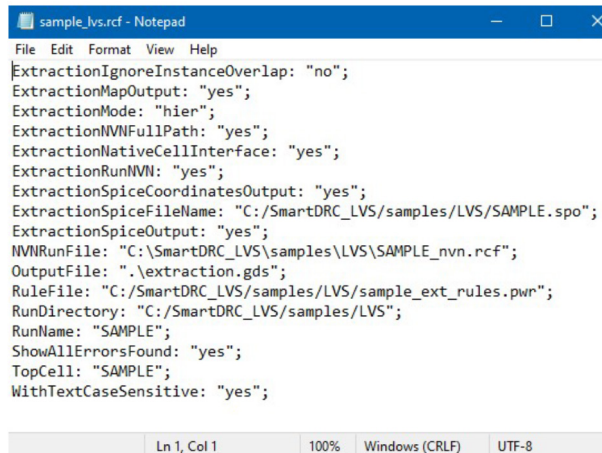 sample_lvs.rcf - Notepad
File Edit Format View Help
ExtractionIgnoreInstanceOverlap: "no";
ExtractionMapOutput: "yes";
ExtractionMode: "hier";
ExtractionNVNFullPath: "yes";
ExtractionNativeCellInterface: "yes";
ExtractionRunNVN: "yes";
ExtractionSpiceCoordinatesOutput: "yes";
ExtractionSpiceFileName: "C:/SmartDRC_LVS/samples/LVS/SAMPLE.spo";
ExtractionSpiceOutput: "yes";
NVNRunFile: "C:\SmartDRC_LVS\samples\LVS\SAMPLE_nvn.rcf";
OutputFile: ".\extraction.gds";
RuleFile: "C:/SmartDRC_LVS/samples/LVS/sample_ext_rules.pwr";
RunDirectory: "C:/SmartDRC_LVS/samples/LVS";
RunName: "SAMPLE";
ShowAllErrorsFound: "yes";
TopCell: "SAMPLE";
WithTextCaseSensitive: "yes";
Ln 1, Col 1 100% Windows (CRLF) UTF-8